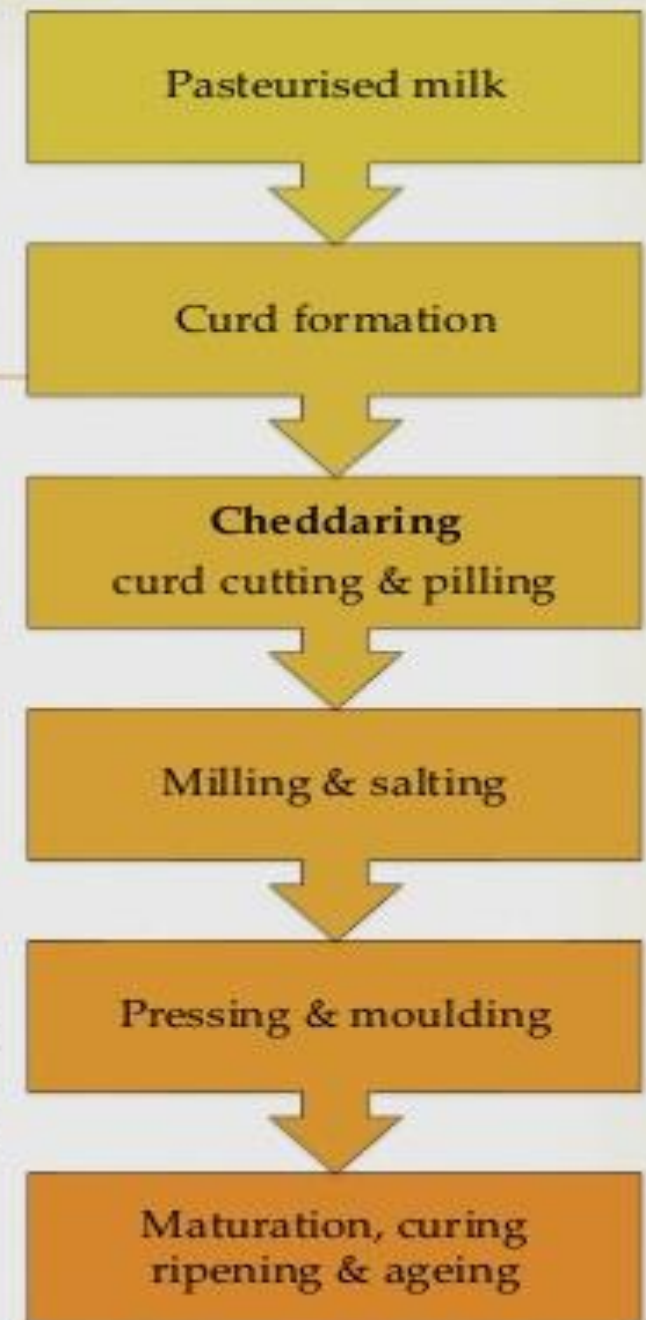 Pasteurised milk
Curd formation
Cheddaring
curd cutting & pilling
Milling & salting
Pressing & moulding
Maturation, curing
ripening & ageing